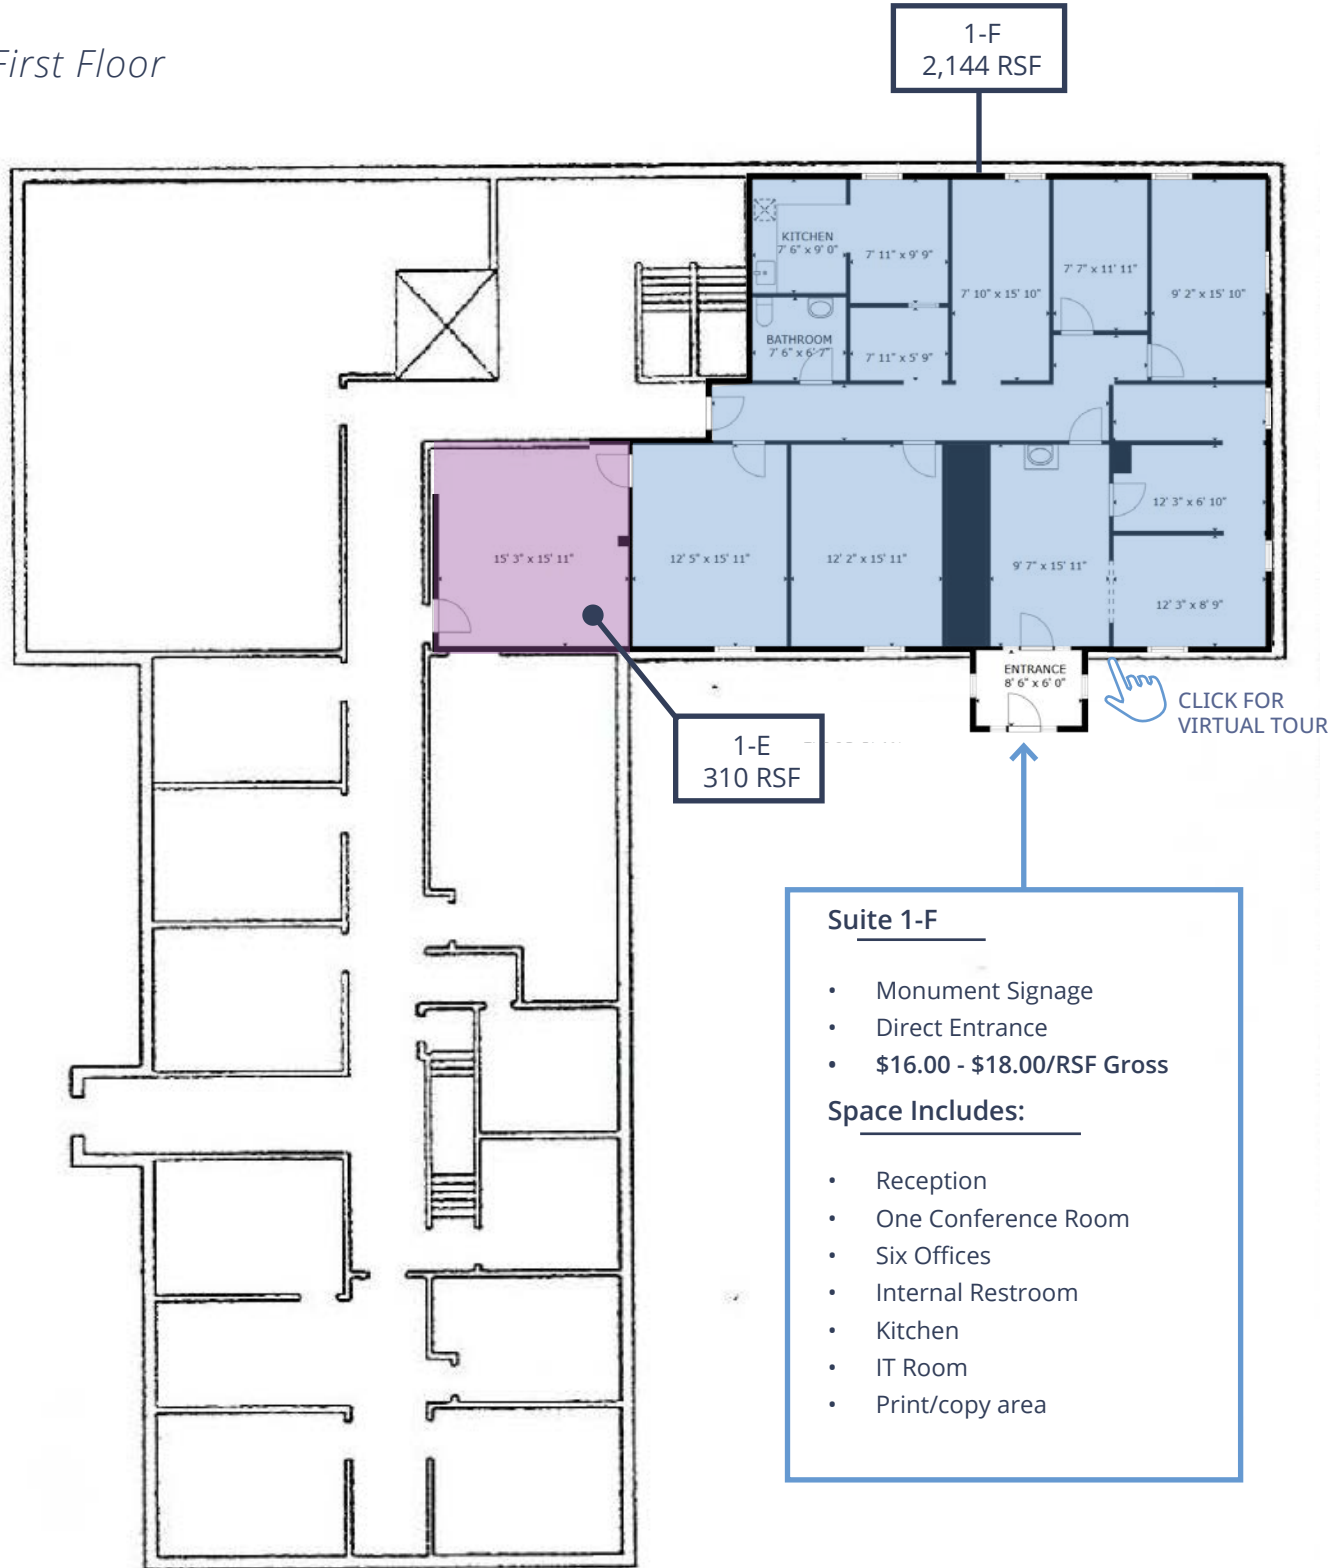 First Floor
1-F
2,144 RSF
KITCHEN
7' 6" x 9' 0"
7' 11" x 9' 9"
7' 10" x 15' 10"
7' 7" x 11' 11"
9' 2" x 15' 10"
BATHROOM
7' 6" x 6' 7"
7' 11" x 5' 9"
15' 3" x 15' 11"
12' 5" x 15' 11"
12' 2" x 15' 11"
9' 7" x 15' 11"
12' 3" x 6' 10"
12' 3" x 8' 9"
ENTRANCE
8' 6" x 6' 0"
CLICK FOR
VIRTUAL TOUR
1-E
310 RSF
Suite 1-F
• Monument Signage
• Direct Entrance
• $16.00 - $18.00/RSF Gross
Space Includes:
• Reception
• One Conference Room
• Six Offices
• Internal Restroom
• Kitchen
• IT Room
• Print/copy area